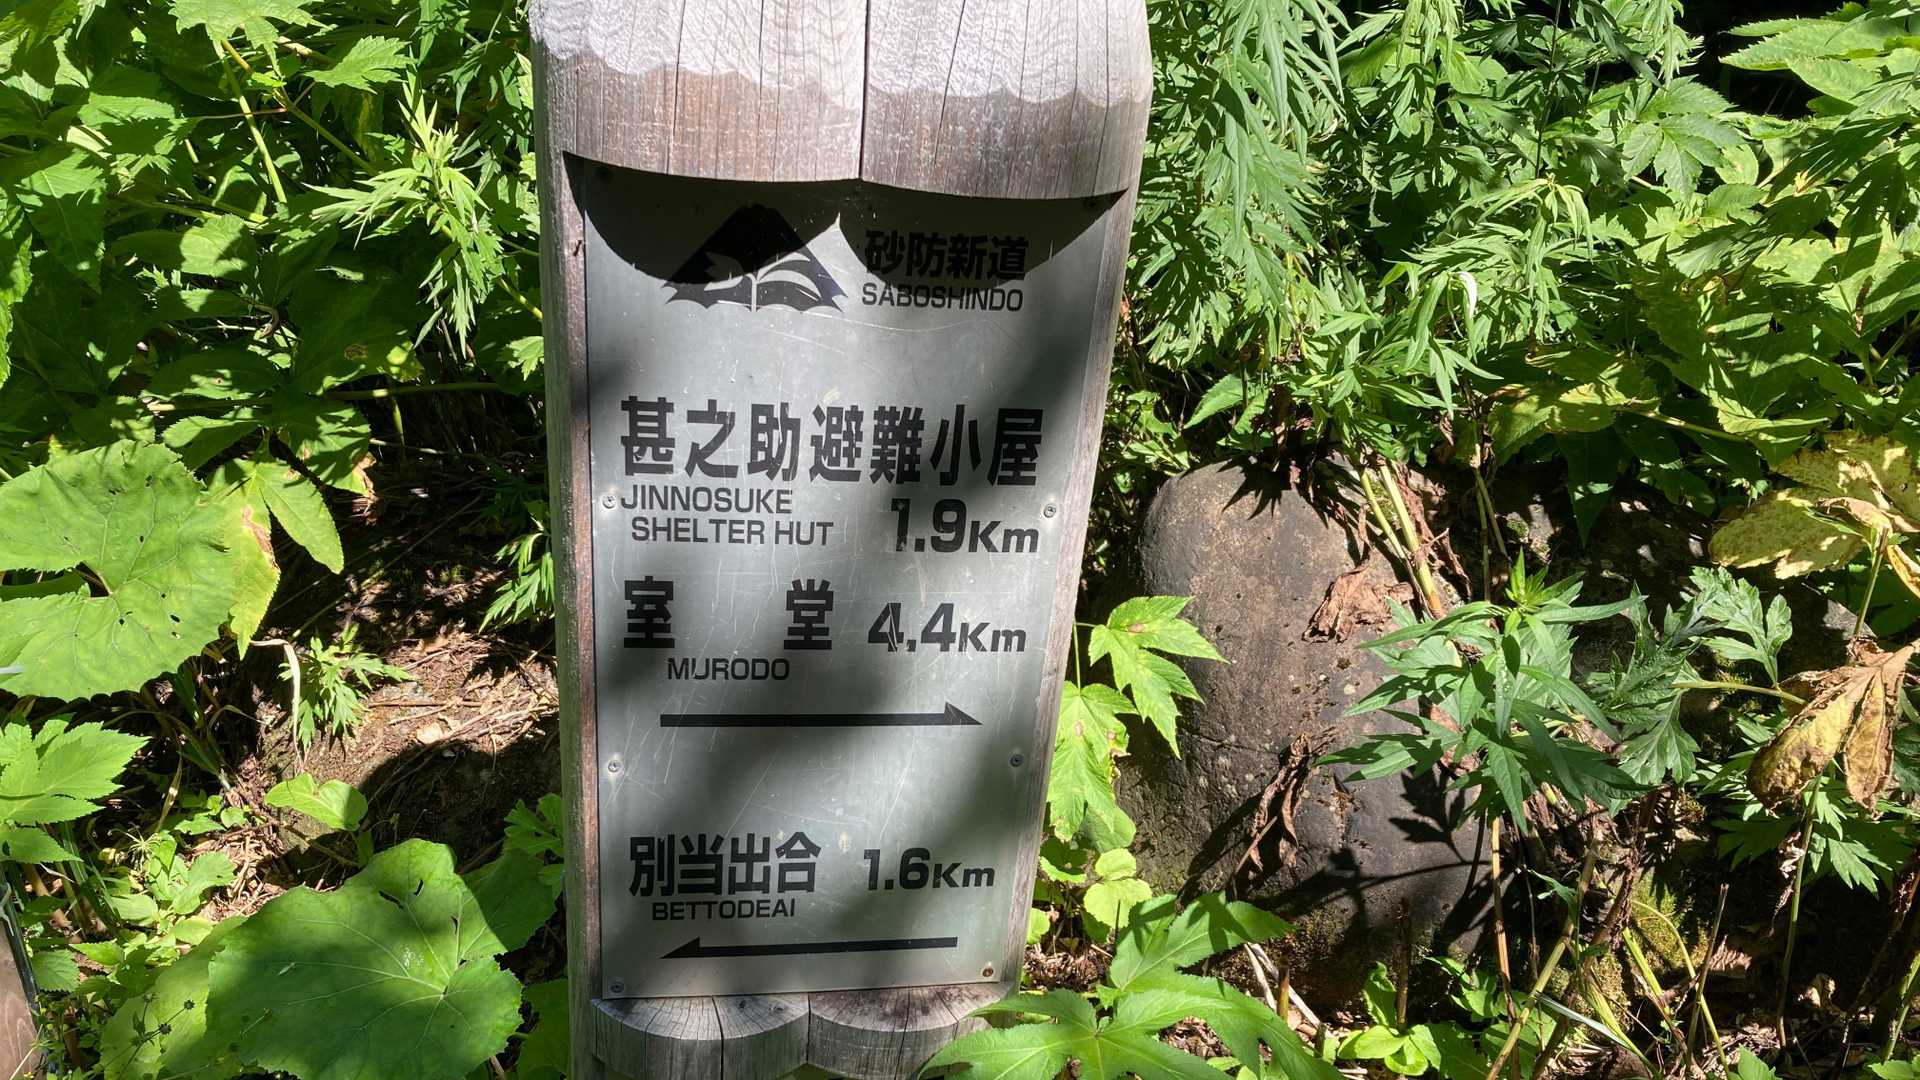 砂防新道
SABOSHINDO
甚之助避難小屋
JINNOSUKE
SHELTER HUT 1.9Km
室 堂 4.4Km
MURODO
別当出合 1.6Km
BETTODEAI